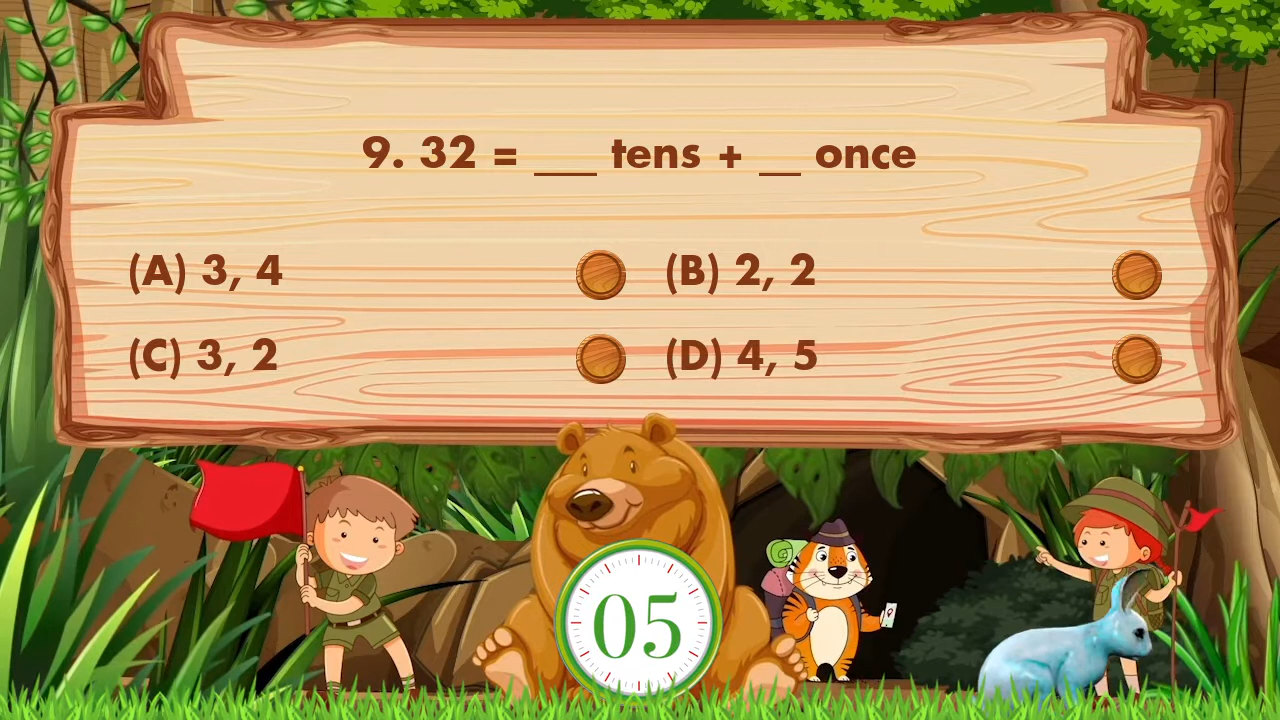 9. 32 = ___ tens + __ once
(A) 3, 4
(B) 2, 2
(C) 3, 2
(D) 4, 5
05